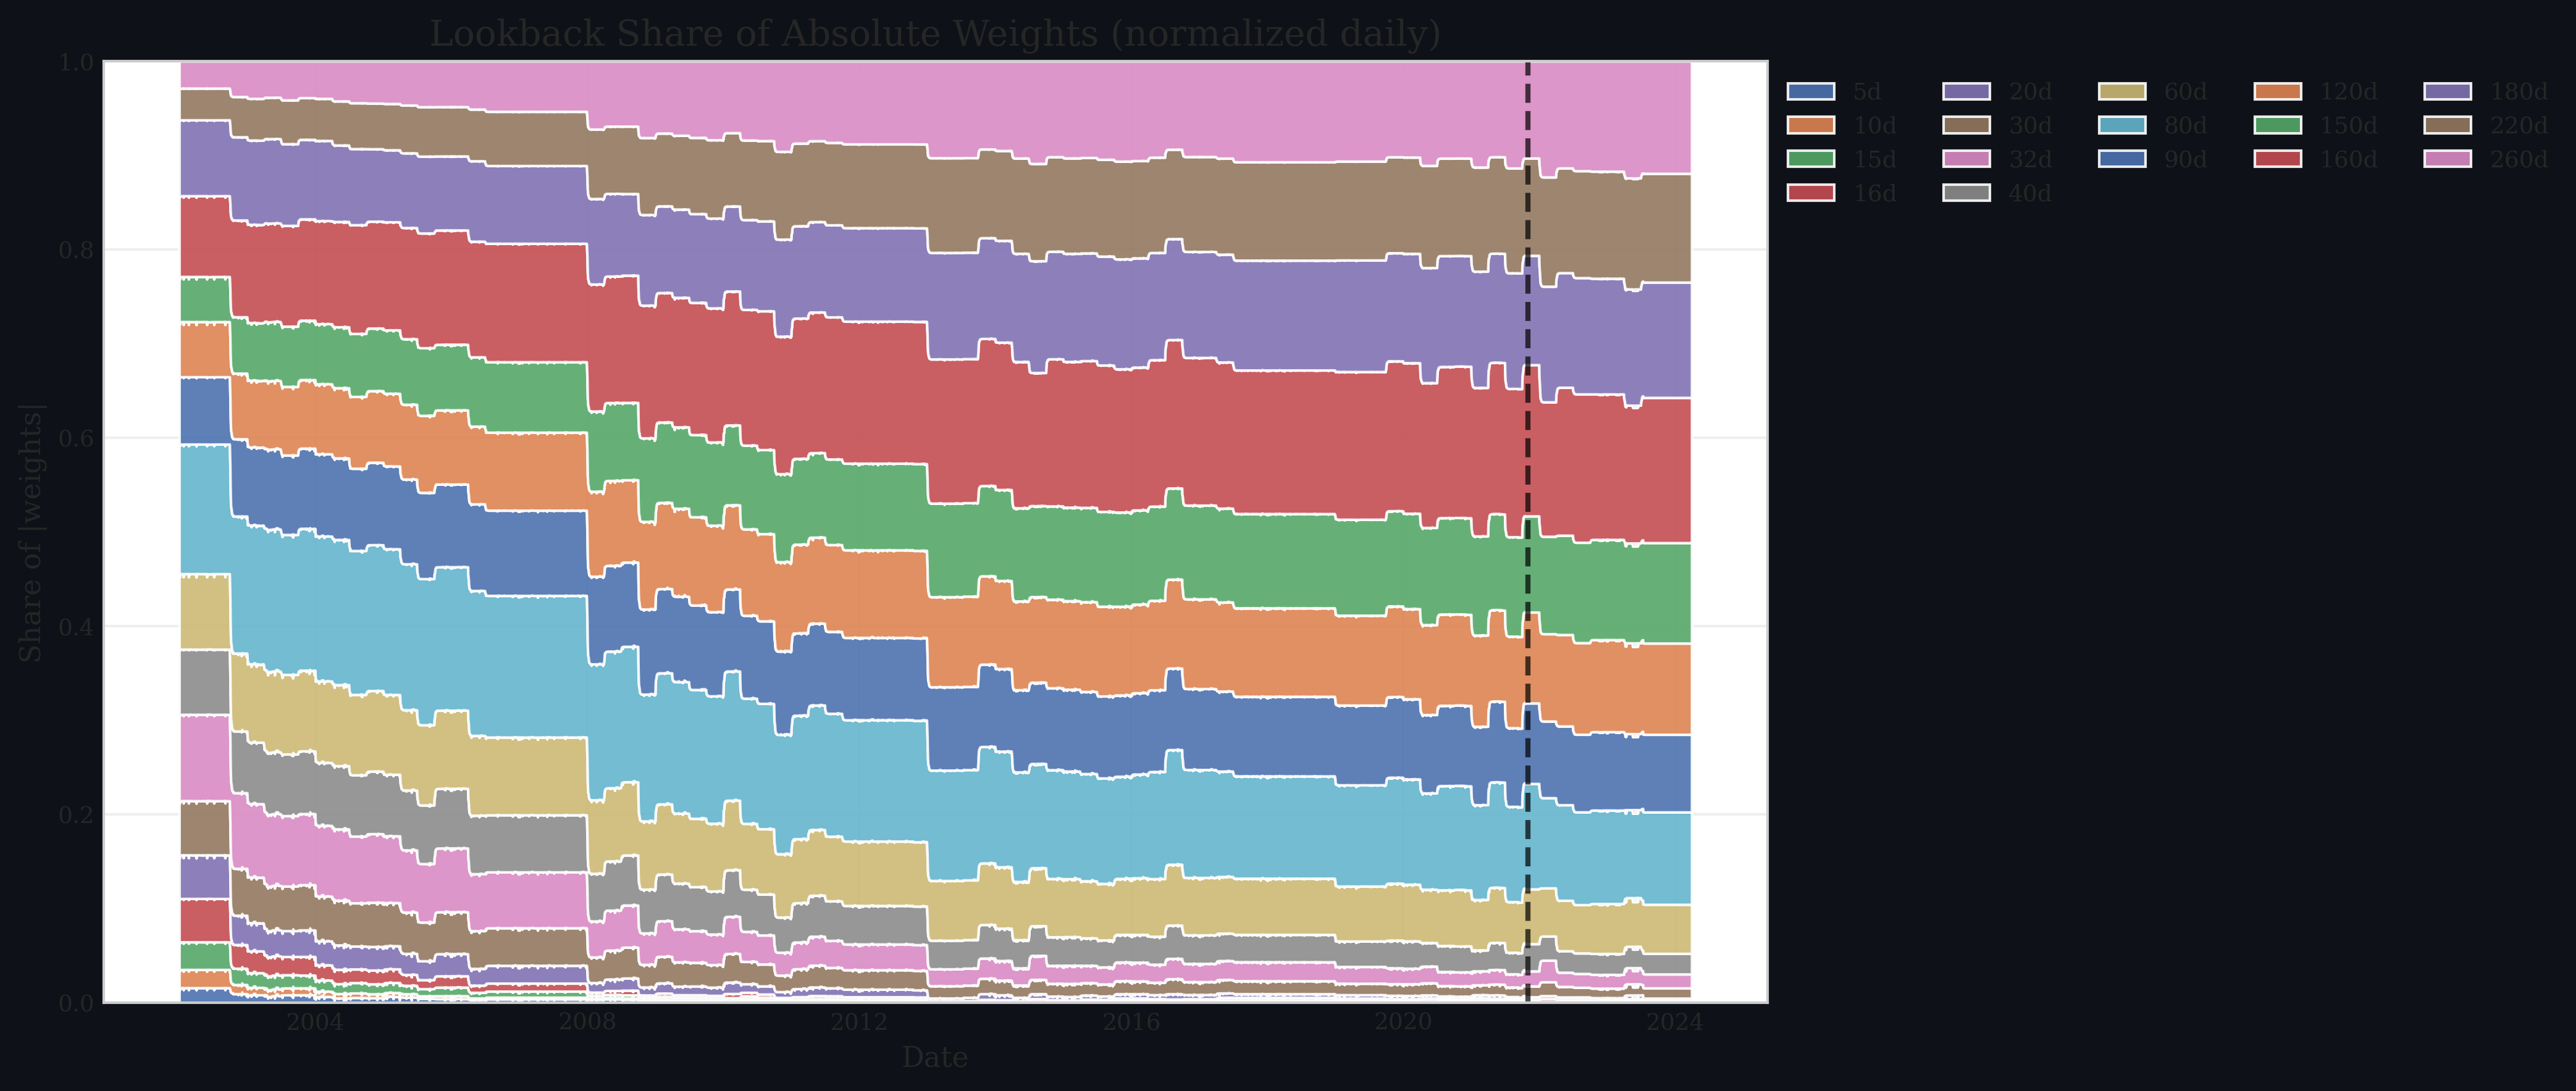 Lookback Share of Absolute Weights (normalized daily)
1.0
0.8
0.6
0.4
0.2
0.0
Share of |weights|
2004 2008 2012 2016 2020 2024
Date
5d 20d 60d 120d 180d
10d 30d 80d 150d 220d
15d 32d 90d 160d 260d
16d 40d